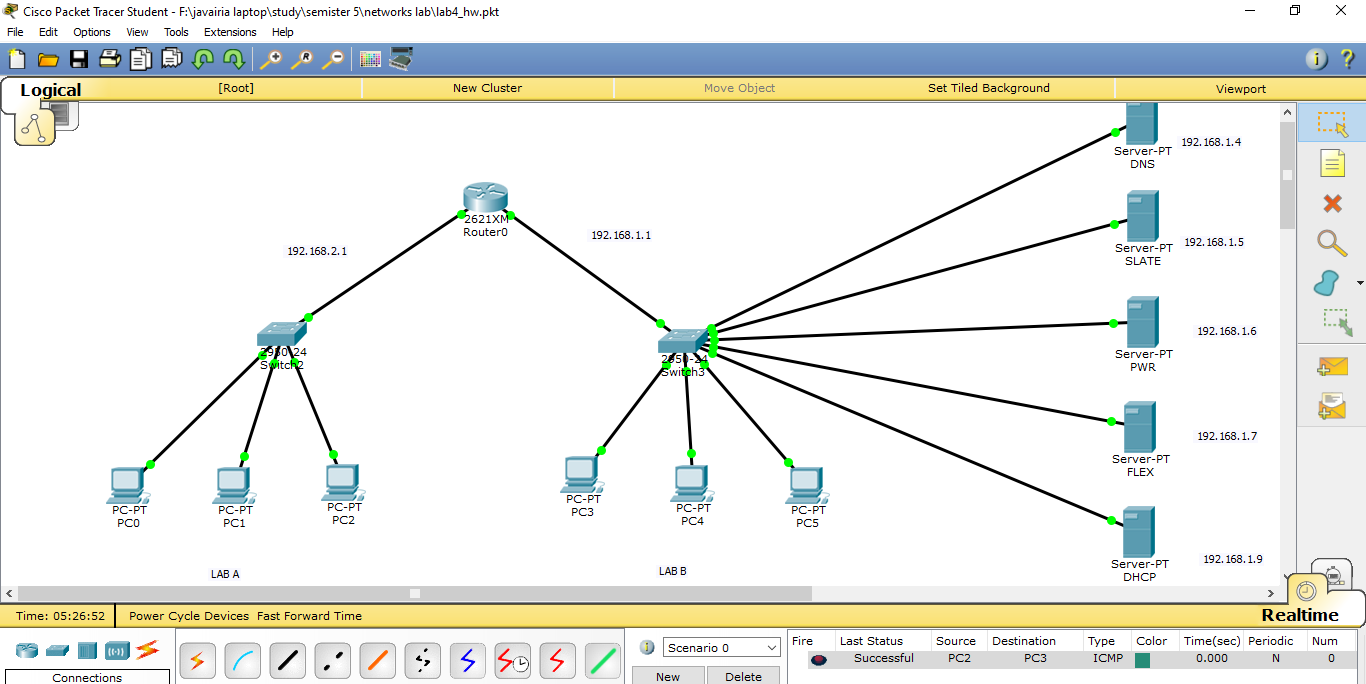 Cisco Packet Tracer Student - F:\javairia laptop\study\semister 5\networks lab\lab4_hw.pkt
File Edit Options View Tools Extensions Help
Logical [Root] New Cluster Move Object Set Tiled Background Viewport
Server-PT
DNS
192.168.1.4
2621XM
Router0
192.168.2.1
192.168.1.1
Server-PT
SLATE
192.168.1.5
2950-24
Switch2
2950-24
Switch3
Server-PT
PWR
192.168.1.6
Server-PT
FLEX
192.168.1.7
PC-PT
PC0
PC-PT
PC1
PC-PT
PC2
PC-PT
PC3
PC-PT
PC4
PC-PT
PC5
Server-PT
DHCP
192.168.1.9
LAB A
LAB B
Time: 05:26:52 Power Cycle Devices Fast Forward Time
Realtime
Connections
Scenario 0
New Delete
Fire Last Status Source Destination Type Color Time(sec) Periodic Num
Successful PC2 PC3 ICMP 0.000 N 0